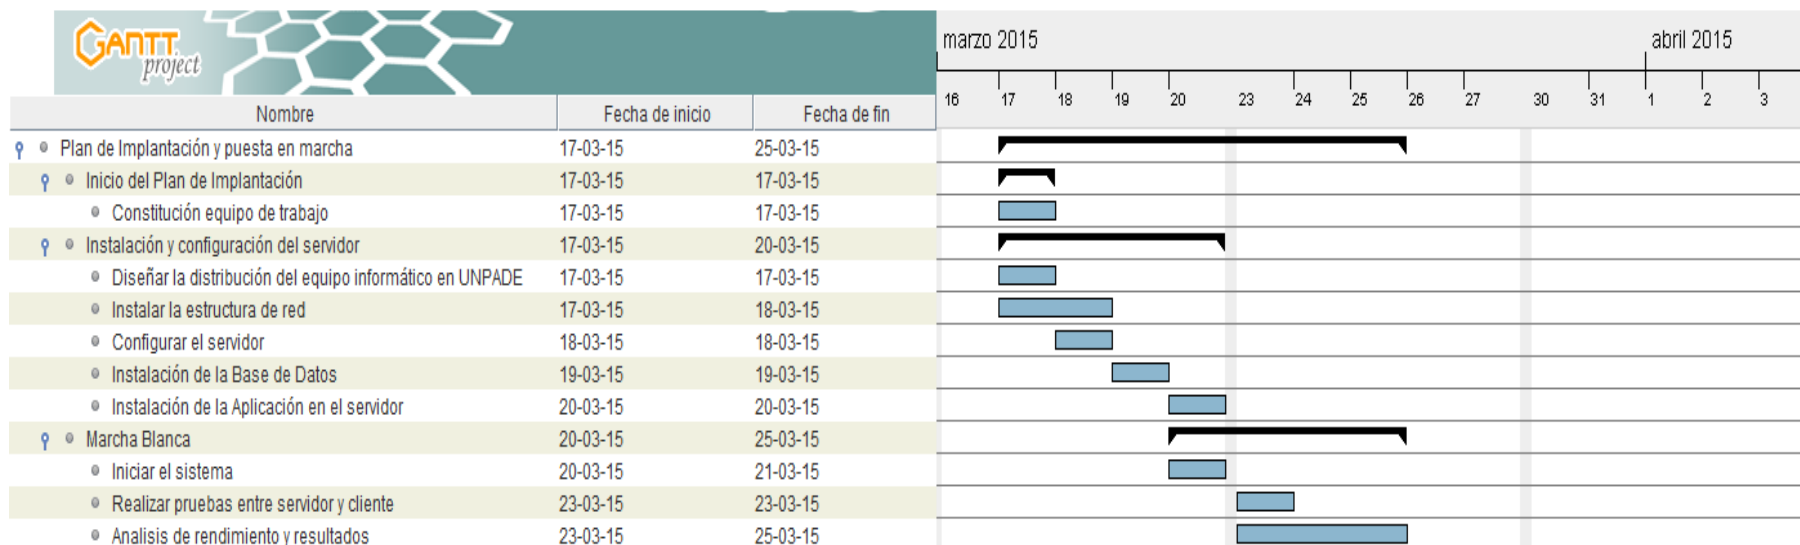 GANTT
project
marzo 2015 abril 2015
16 17 18 19 20 23 24 25 26 27 30 31 1 2 3
Nombre Fecha de inicio Fecha de fin
Plan de Implantación y puesta en marcha 17-03-15 25-03-15
Inicio del Plan de Implantación 17-03-15 17-03-15
Constitución equipo de trabajo 17-03-15 17-03-15
Instalación y configuración del servidor 17-03-15 20-03-15
Diseñar la distribución del equipo informático en UNPADE 17-03-15 17-03-15
Instalar la estructura de red 17-03-15 18-03-15
Configurar el servidor 18-03-15 18-03-15
Instalación de la Base de Datos 19-03-15 19-03-15
Instalación de la Aplicación en el servidor 20-03-15 20-03-15
Marcha Blanca 20-03-15 25-03-15
Iniciar el sistema 20-03-15 21-03-15
Realizar pruebas entre servidor y cliente 23-03-15 23-03-15
Analisis de rendimiento y resultados 23-03-15 25-03-15